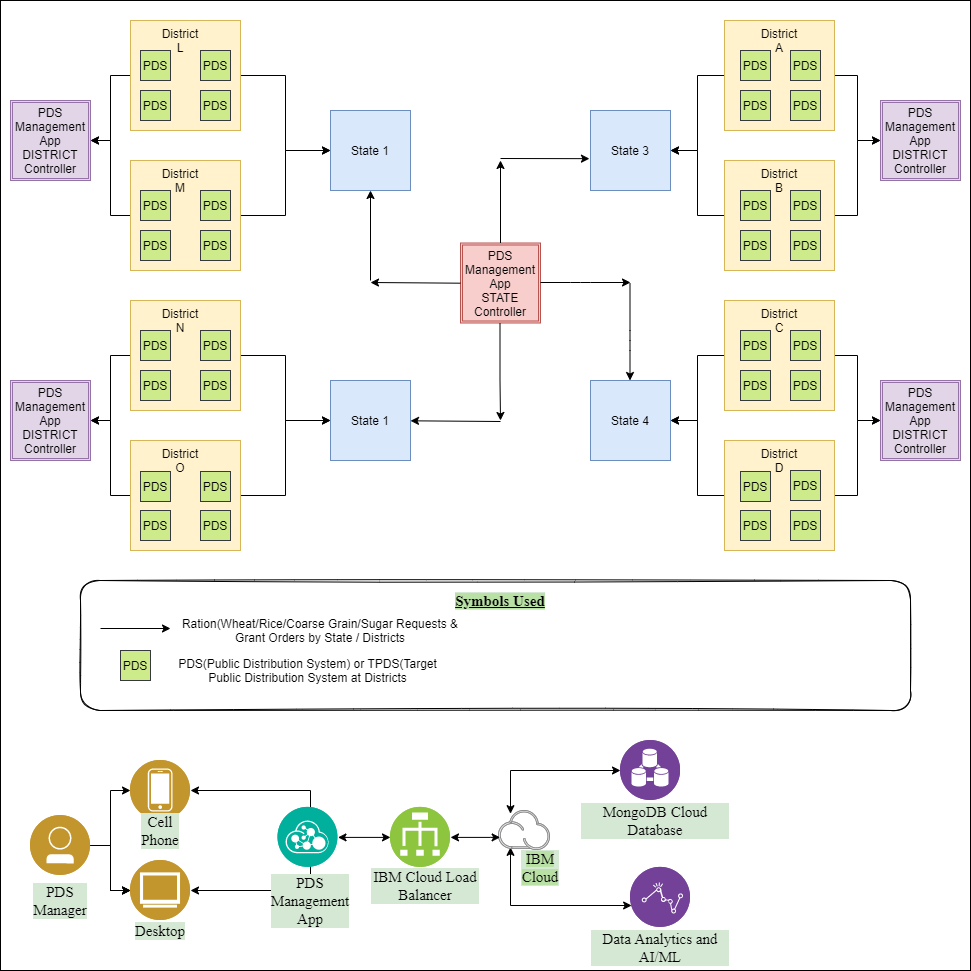 District
L
PDS
PDS
PDS
PDS
PDS
Management
App
DISTRICT
Controller
District
M
PDS
PDS
PDS
PDS
State 1
State 3
District
A
PDS
PDS
PDS
PDS
PDS
Management
App
DISTRICT
Controller
District
B
PDS
PDS
PDS
PDS
PDS
Management
App
STATE
Controller
District
N
PDS
PDS
PDS
PDS
PDS
Management
App
DISTRICT
Controller
District
O
PDS
PDS
PDS
PDS
State 1
State 4
District
C
PDS
PDS
PDS
PDS
PDS
Management
App
DISTRICT
Controller
District
D
PDS
PDS
PDS
PDS
Symbols Used
Ration(Wheat/Rice/Coarse Grain/Sugar Requests &
Grant Orders by State / Districts
PDS
PDS(Public Distribution System) or TPDS(Target
Public Distribution System at Districts
PDS
Manager
Cell
Phone
Desktop
PDS
Management
App
IBM Cloud Load
Balancer
IBM
Cloud
MongoDB Cloud
Database
Data Analytics and
AI/ML